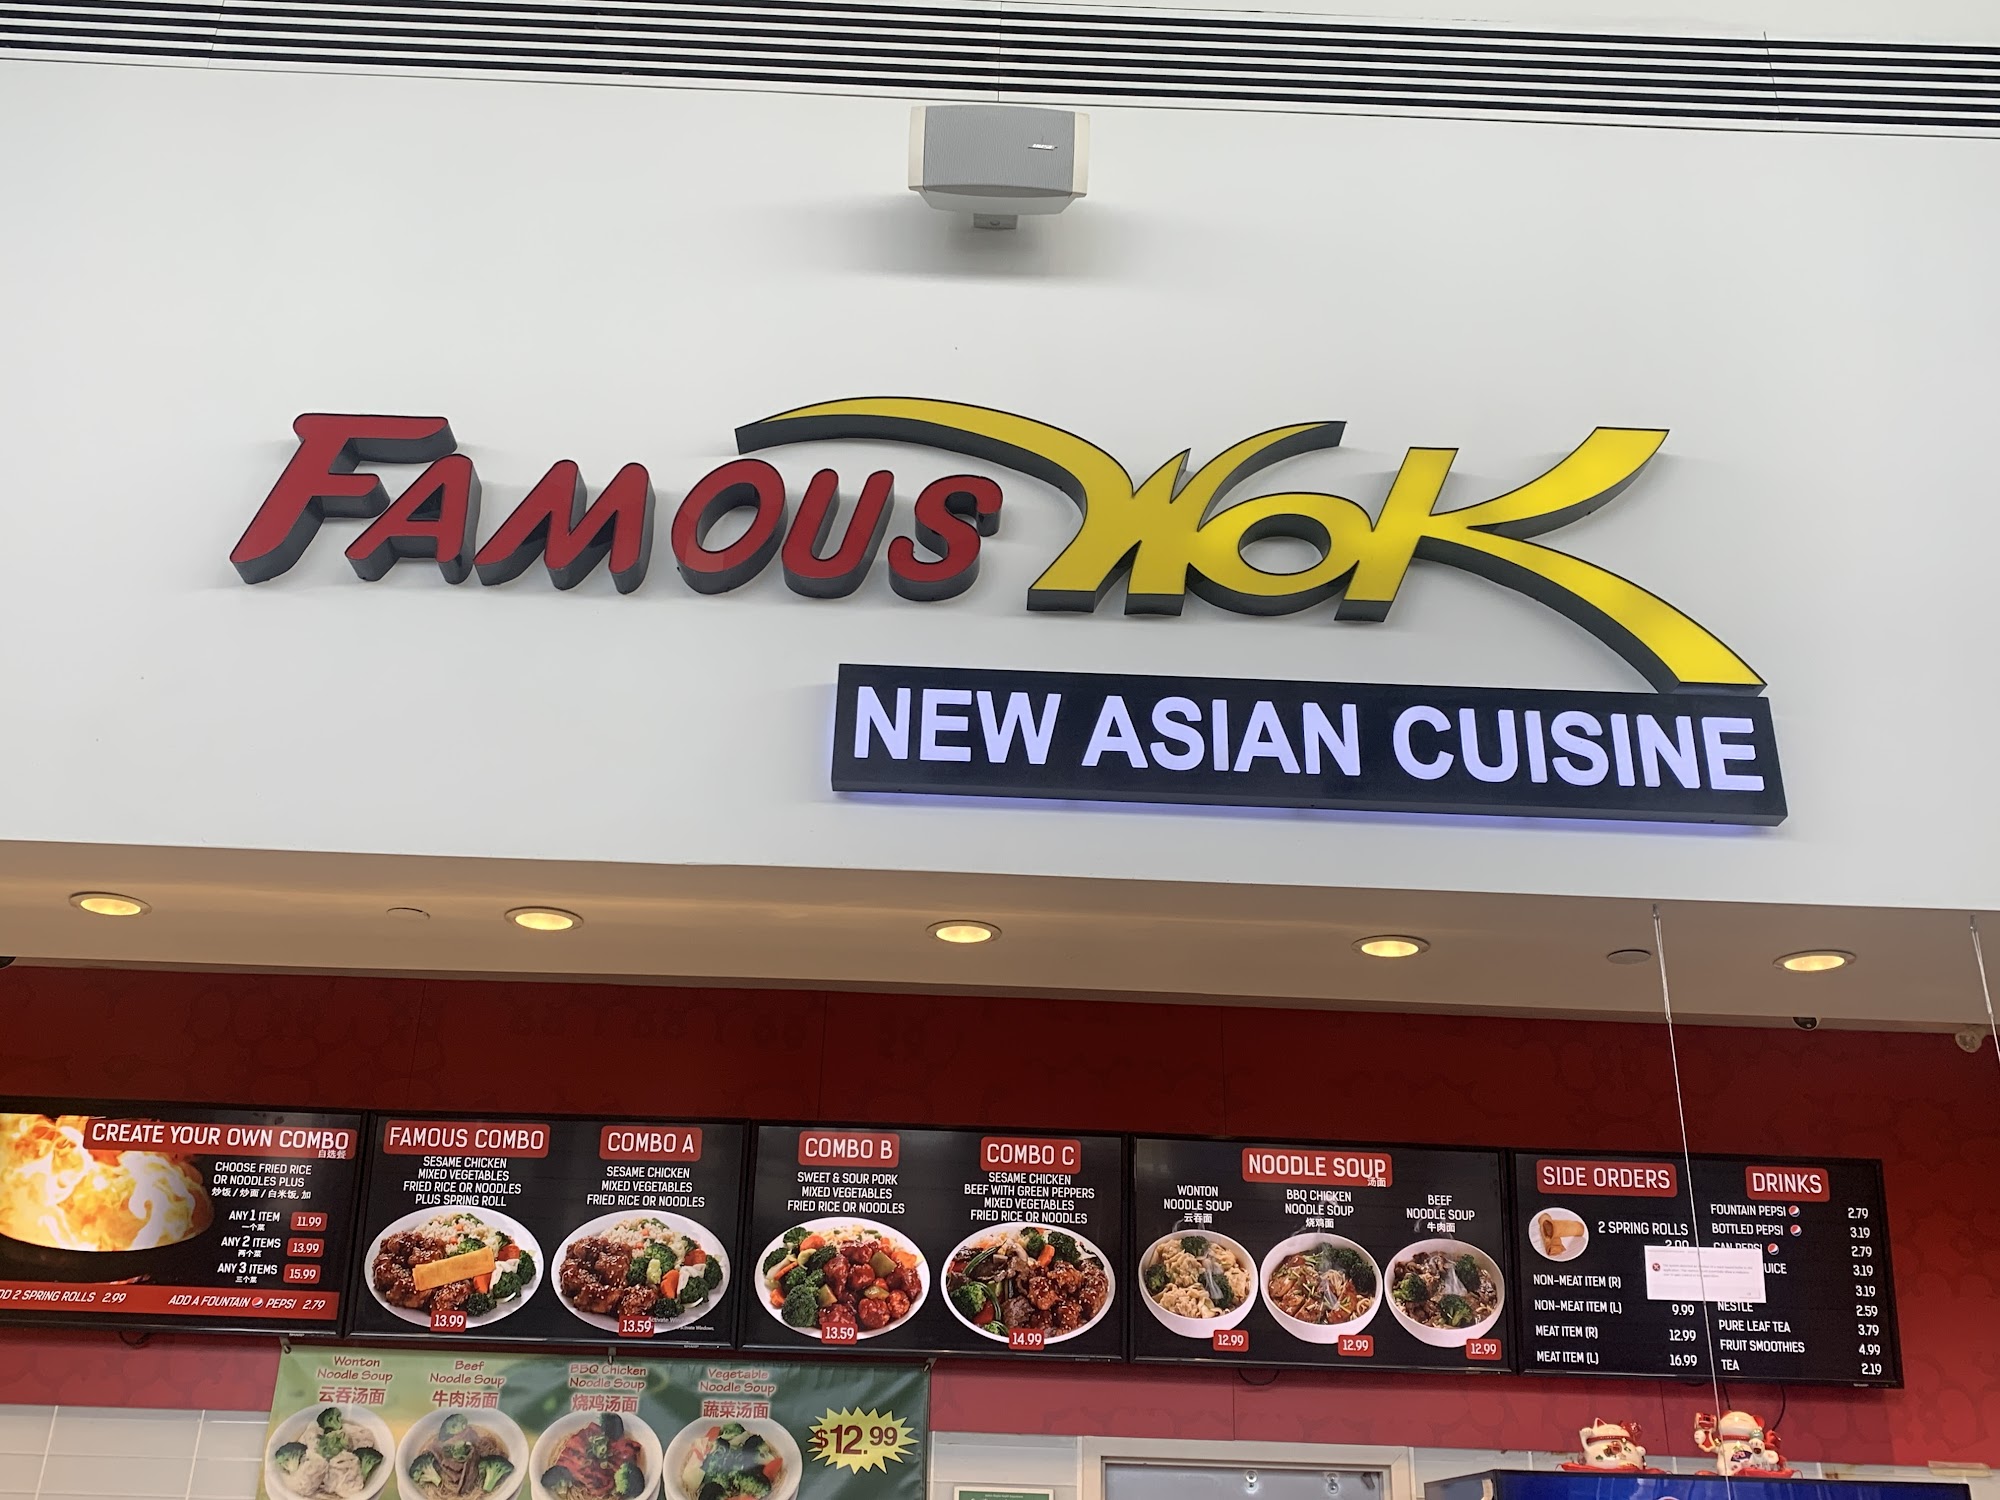 BOSE
FAMOUS WOK
NEW ASIAN CUISINE
CREATE YOUR OWN COMBO
自选餐
CHOOSE FRIED RICE
OR NOODLES PLUS
炒饭/炒面/白米饭, 加
ANY 1 ITEM 11.99
一个菜
ANY 2 ITEMS 13.99
两个菜
ANY 3 ITEMS 15.99
三个菜
2 SPRING ROLLS 2.99
ADD A FOUNTAIN PEPSI 2.79
FAMOUS COMBO
SESAME CHICKEN
MIXED VEGETABLES
FRIED RICE OR NOODLES
PLUS SPRING ROLL
13.99
COMBO A
SESAME CHICKEN
MIXED VEGETABLES
FRIED RICE OR NOODLES
13.59
COMBO B
SWEET & SOUR PORK
MIXED VEGETABLES
FRIED RICE OR NOODLES
13.59
COMBO C
SESAME CHICKEN
BEEF WITH GREEN PEPPERS
MIXED VEGETABLES
FRIED RICE OR NOODLES
14.99
NOODLE SOUP
汤面
WONTON
NOODLE SOUP
云吞面
12.99
BBQ CHICKEN
NOODLE SOUP
烧鸡面
12.99
BEEF
NOODLE SOUP
牛肉面
12.99
SIDE ORDERS
2 SPRING ROLLS
NON-MEAT ITEM (R)
NON-MEAT ITEM (L) 9.99
MEAT ITEM (R) 12.99
MEAT ITEM (L) 16.99
DRINKS
FOUNTAIN PEPSI 2.79
BOTTLED PEPSI 3.19
CAN PEPSI 2.79
3.19
3.19
NESTLE 2.59
PURE LEAF TEA 3.79
FRUIT SMOOTHIES 4.99
TEA 2.19
Wonton
Noodle Soup
云吞汤面
Beef
Noodle Soup
牛肉汤面
BBQ Chicken
Noodle Soup
烧鸡汤面
Vegetable
Noodle Soup
蔬菜汤面
$12.99